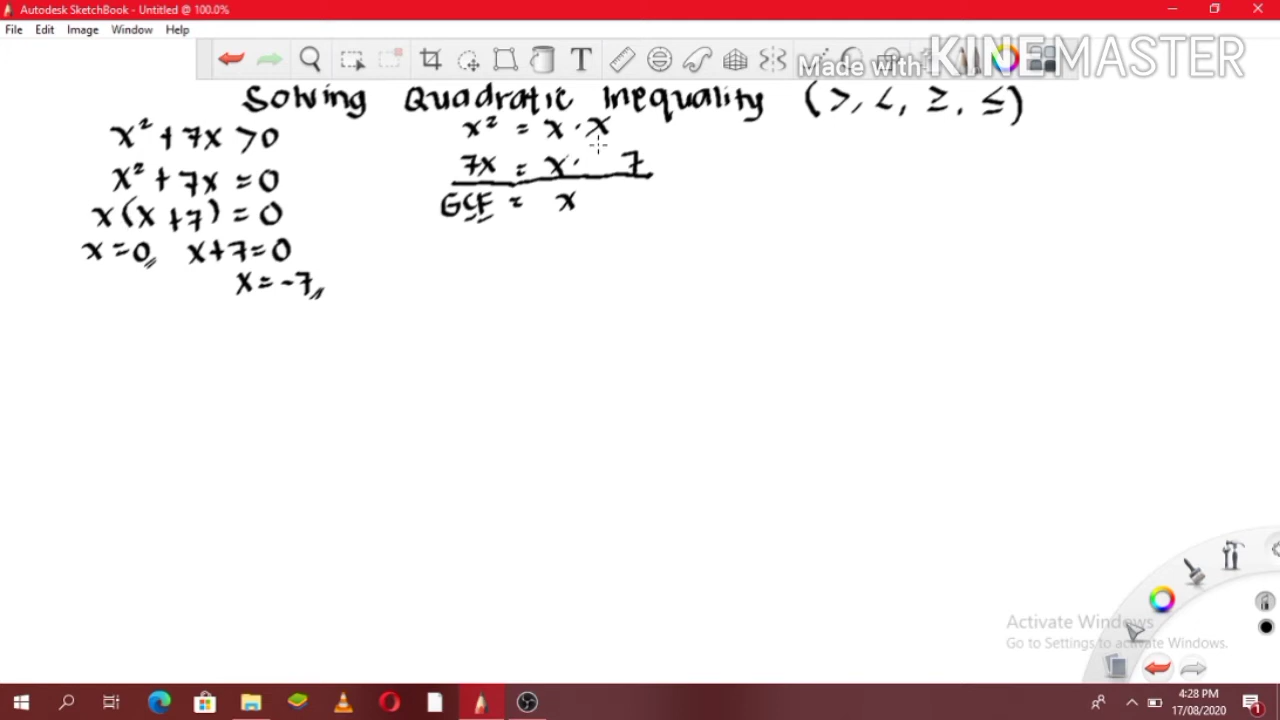 Autodesk SketchBook - Untitled @ 100.0%
File Edit Image Window Help
Made with KINEMASTER
Solving Quadratic Inequality (>, <, ≥, ≤)
x² + 7x > 0
x² + 7x = 0
x(x + 7) = 0
x = 0, x + 7 = 0
x = -7,
x² = x · x
7x = x · 7
GCF = x
Activate Windows
Go to Settings to activate Windows.
4:28 PM
17/08/2020
1